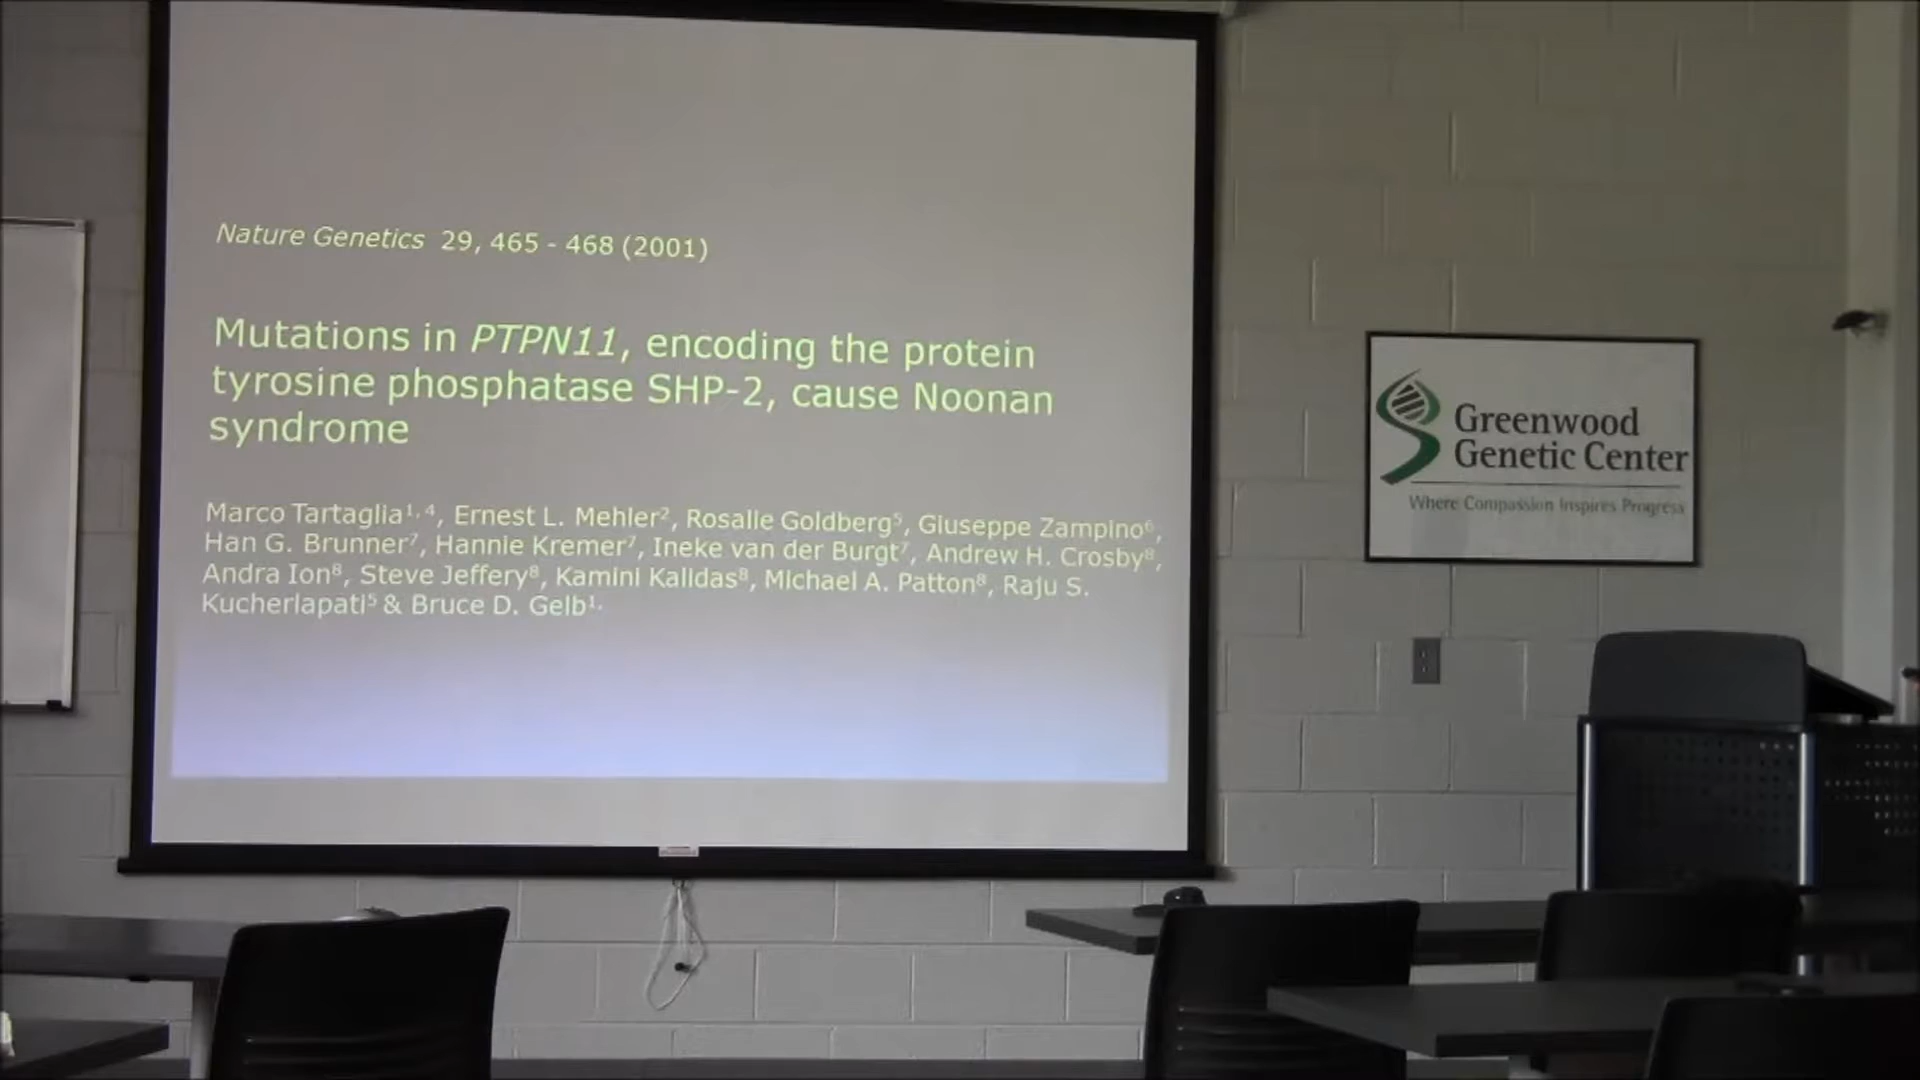 Nature Genetics 29, 465 - 468 (2001)
Mutations in PTPN11, encoding the protein
tyrosine phosphatase SHP-2, cause Noonan
syndrome
Marco Tartaglia¹,⁴, Ernest L. Mehler², Rosalie Goldberg⁵, Giuseppe Zampino⁶,
Han G. Brunner⁷, Hannie Kremer⁷, Ineke van der Burgt⁷, Andrew H. Crosby⁸,
Andra Ion⁸, Steve Jeffery⁸, Kamini Kalidas⁸, Michael A. Patton⁸, Raju S.
Kucherlapati⁵ & Bruce D. Gelb¹.
Greenwood
Genetic Center
Where Compassion Inspires Progress